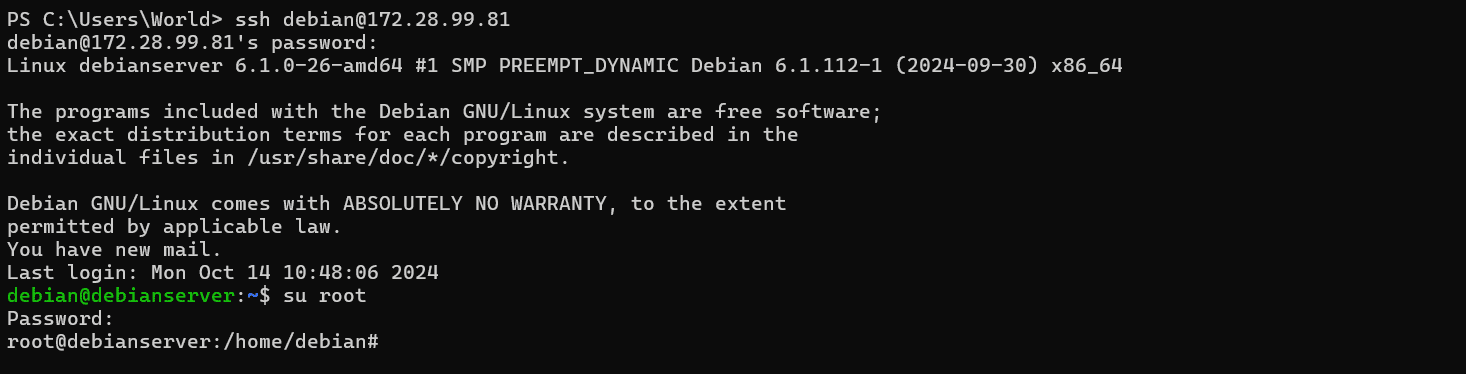 PS C:\Users\World> ssh debian@172.28.99.81
debian@172.28.99.81's password:
Linux debianserver 6.1.0-26-amd64 #1 SMP PREEMPT_DYNAMIC Debian 6.1.112-1 (2024-09-30) x86_64

The programs included with the Debian GNU/Linux system are free software;
the exact distribution terms for each program are described in the
individual files in /usr/share/doc/*/copyright.

Debian GNU/Linux comes with ABSOLUTELY NO WARRANTY, to the extent
permitted by applicable law.
You have new mail.
Last login: Mon Oct 14 10:48:06 2024
debian@debianserver:~$ su root
Password:
root@debianserver:/home/debian#